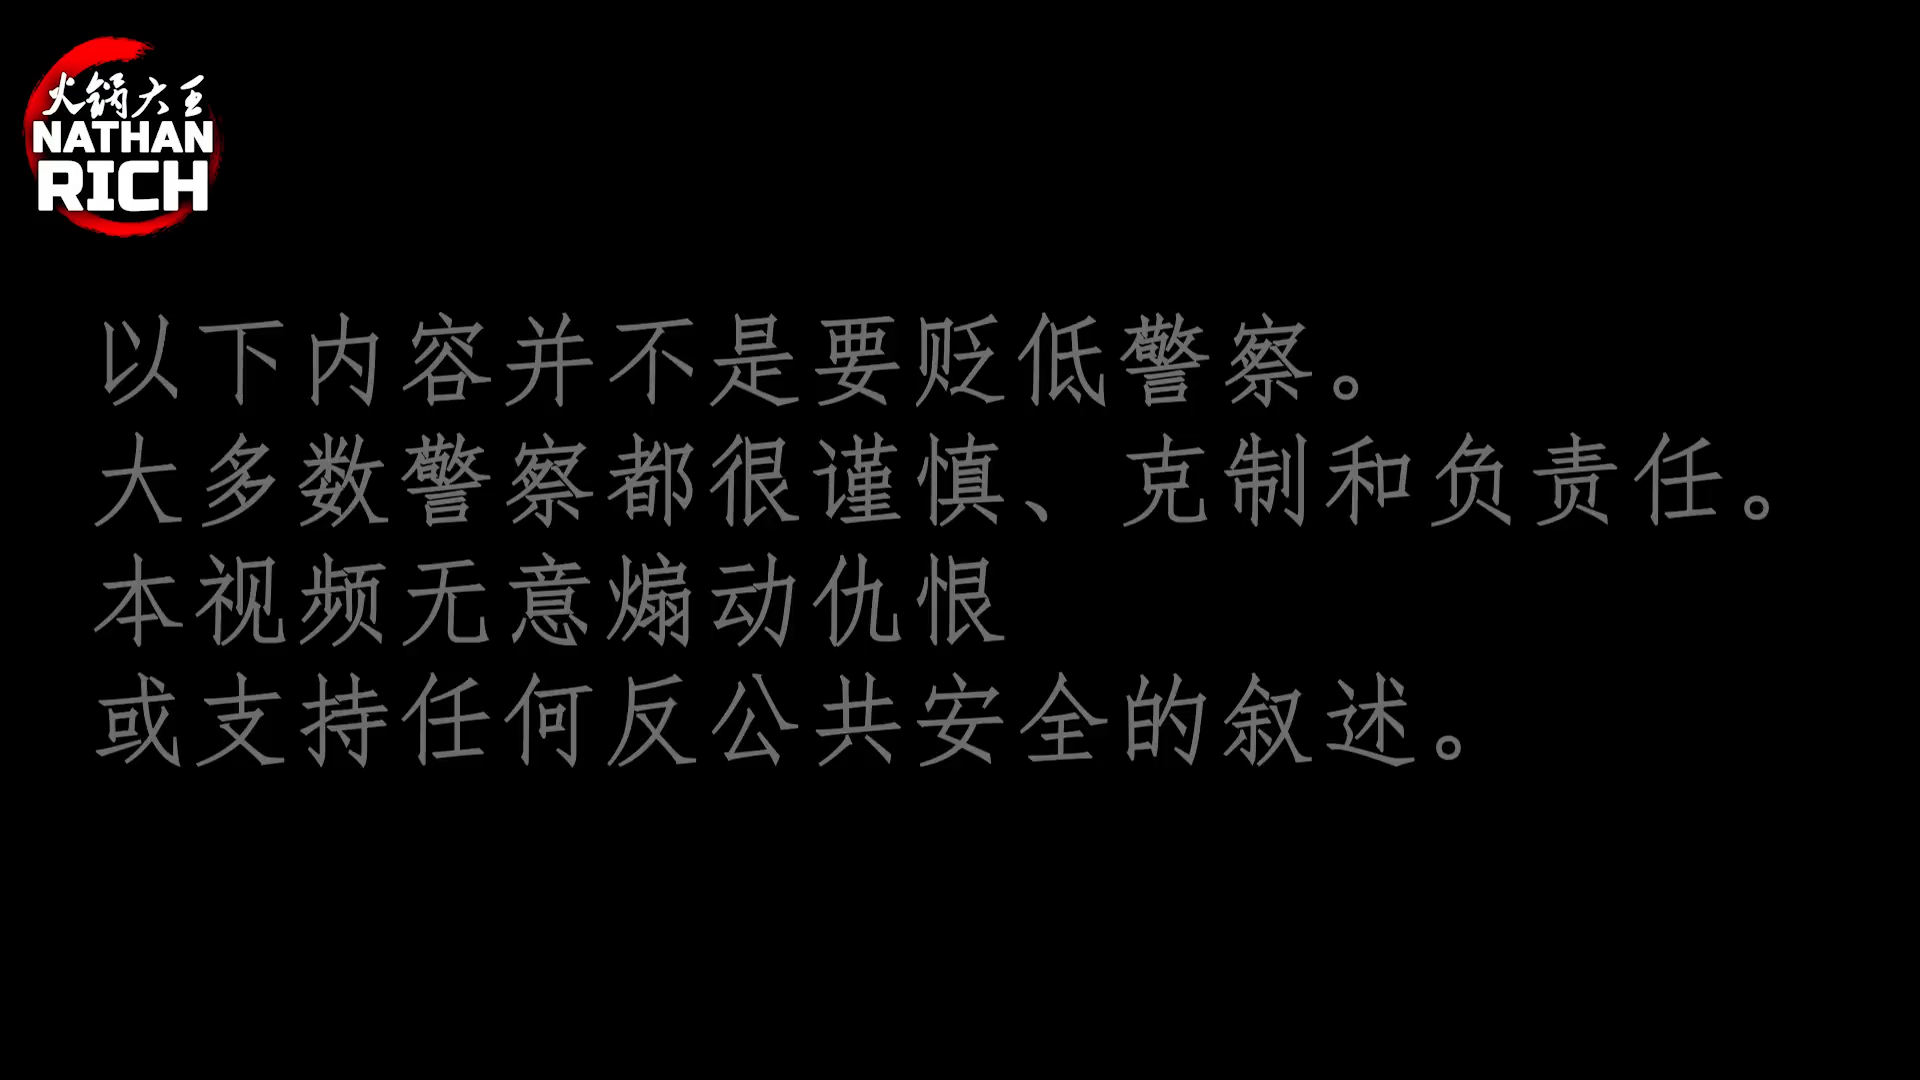 火锅大王
NATHAN
RICH
以下内容并不是要贬低警察。
大多数警察都很谨慎、克制和负责任。
本视频无意煽动仇恨
或支持任何反公共安全的叙述。